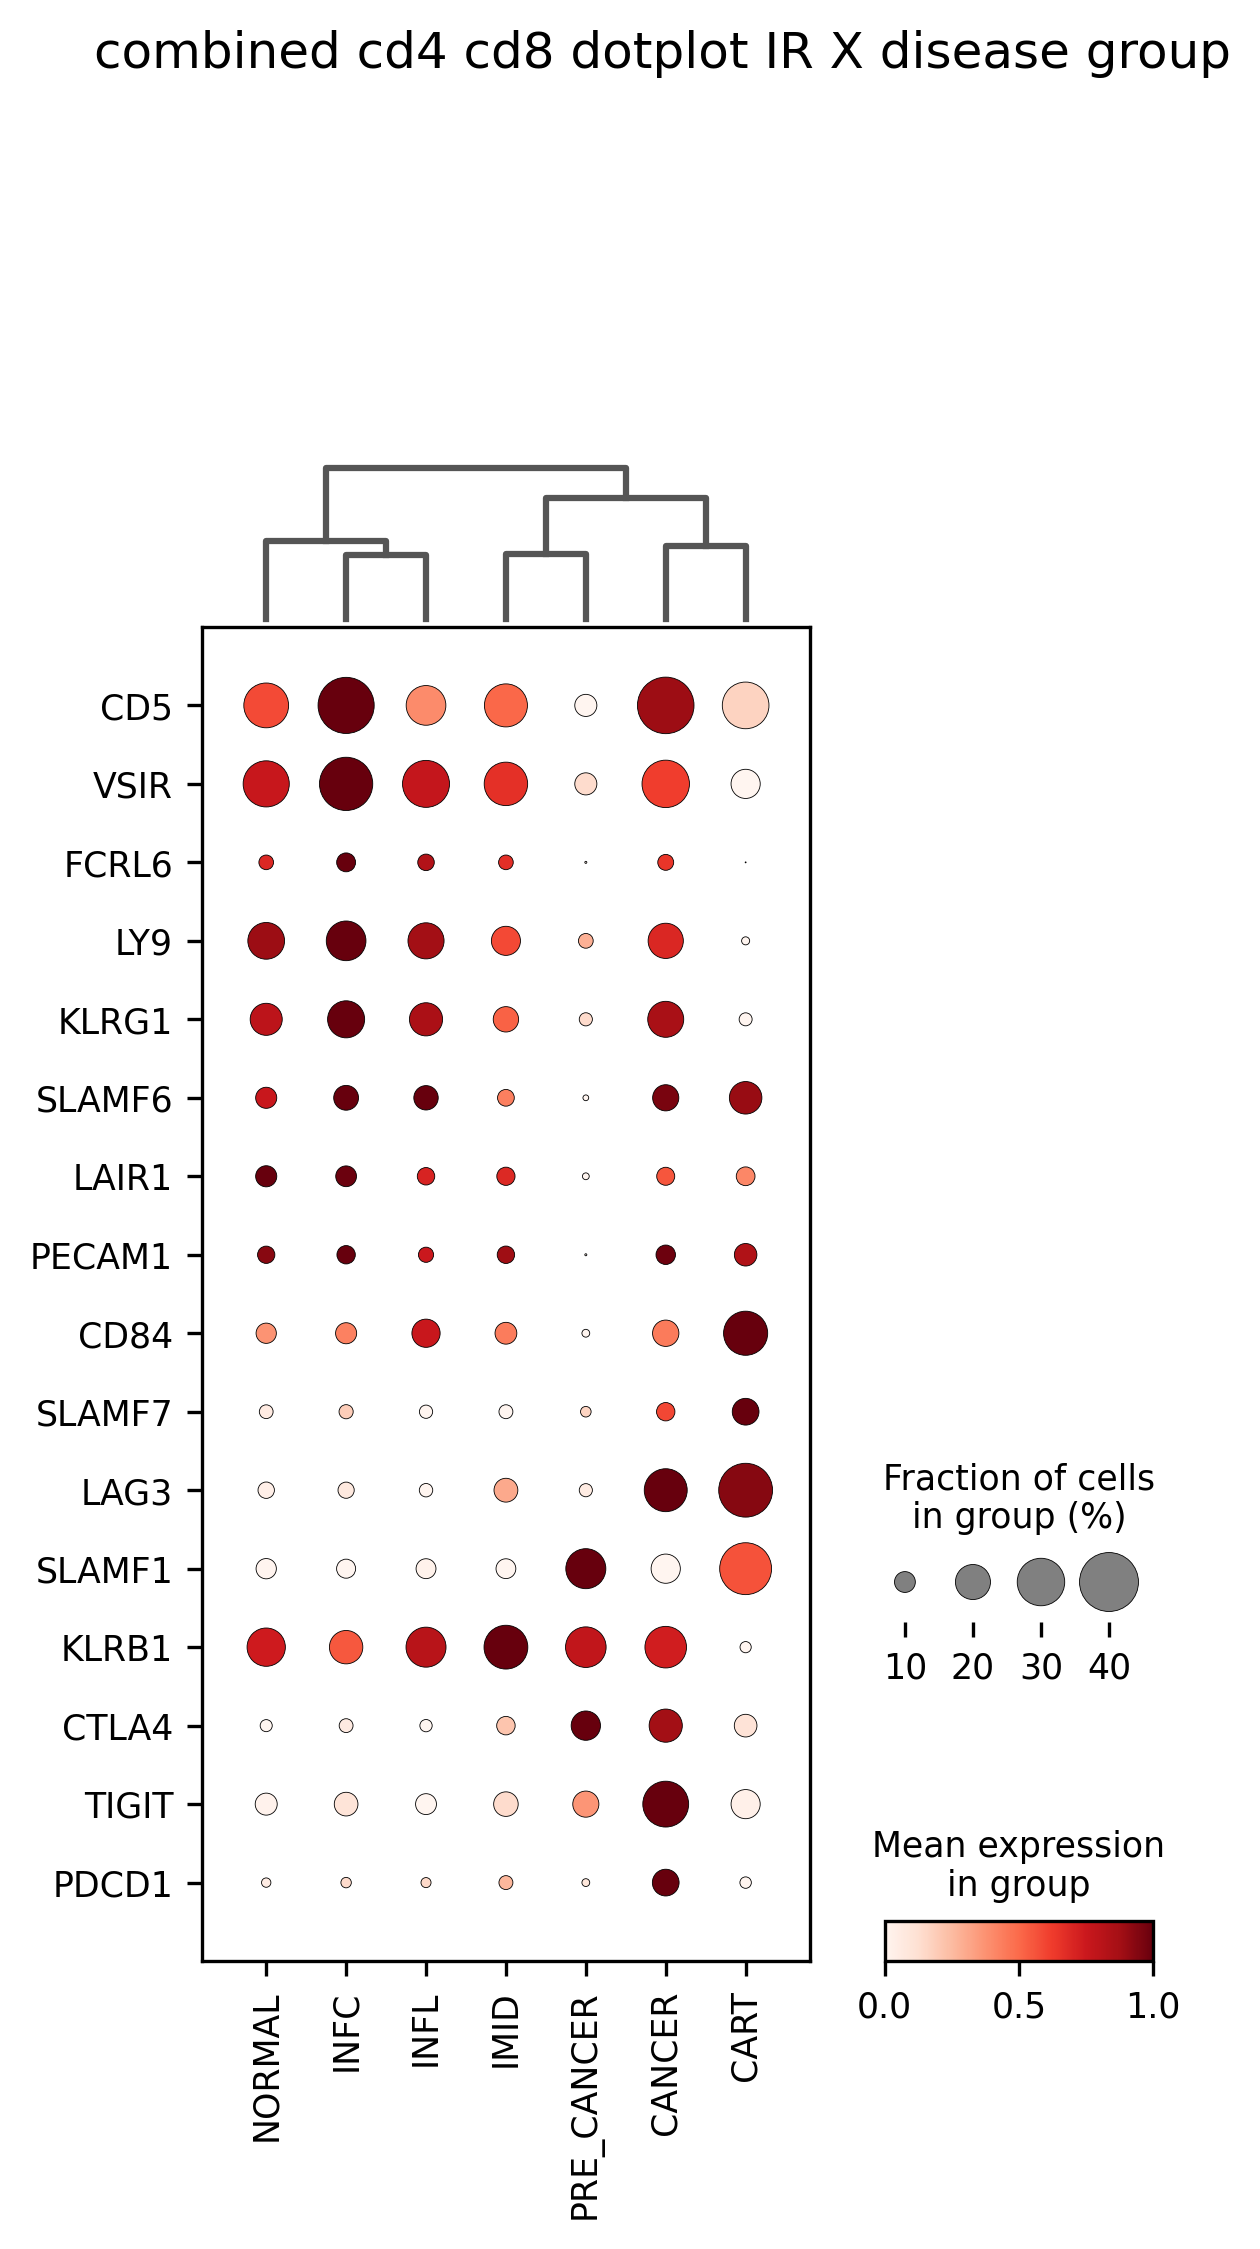 combined cd4 cd8 dotplot IR X disease group
CD5
VSIR
FCRL6
LY9
KLRG1
SLAMF6
LAIR1
PECAM1
CD84
SLAMF7
LAG3
SLAMF1
KLRB1
CTLA4
TIGIT
PDCD1
NORMAL
INFC
INFL
IMID
PRE_CANCER
CANCER
CART
Fraction of cells
in group (%)
10 20 30 40
Mean expression
in group
0.0 0.5 1.0